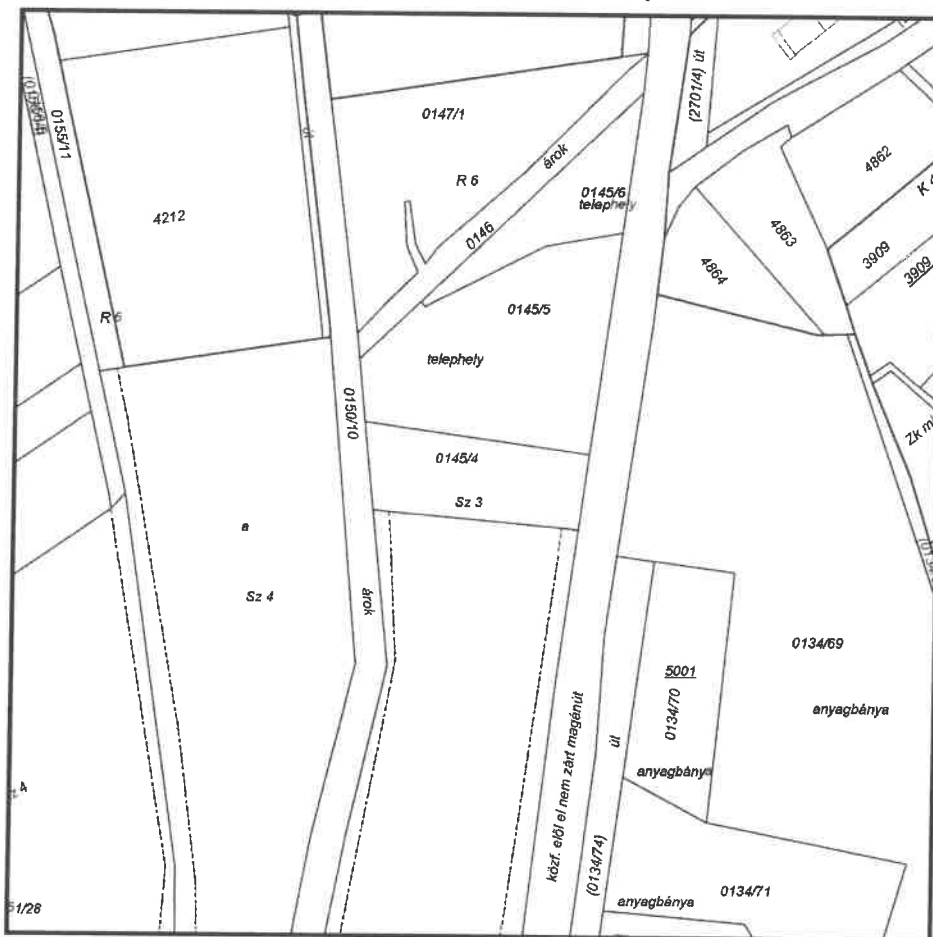 0155/11
4212
R 6
0147/1
R 6
árok
0146
0145/6
telephely
(2701/4) út
4862
4863
4864
3909
3909
0145/5
telephely
0150/10
0145/4
Sz 3
a
Sz 4
árok
0134/69
anyagbánya
5001
0134/70
anyagbánya
út
közf. elől el nem zárt magánút
(0134/74)
0134/71
anyagbánya
1/28